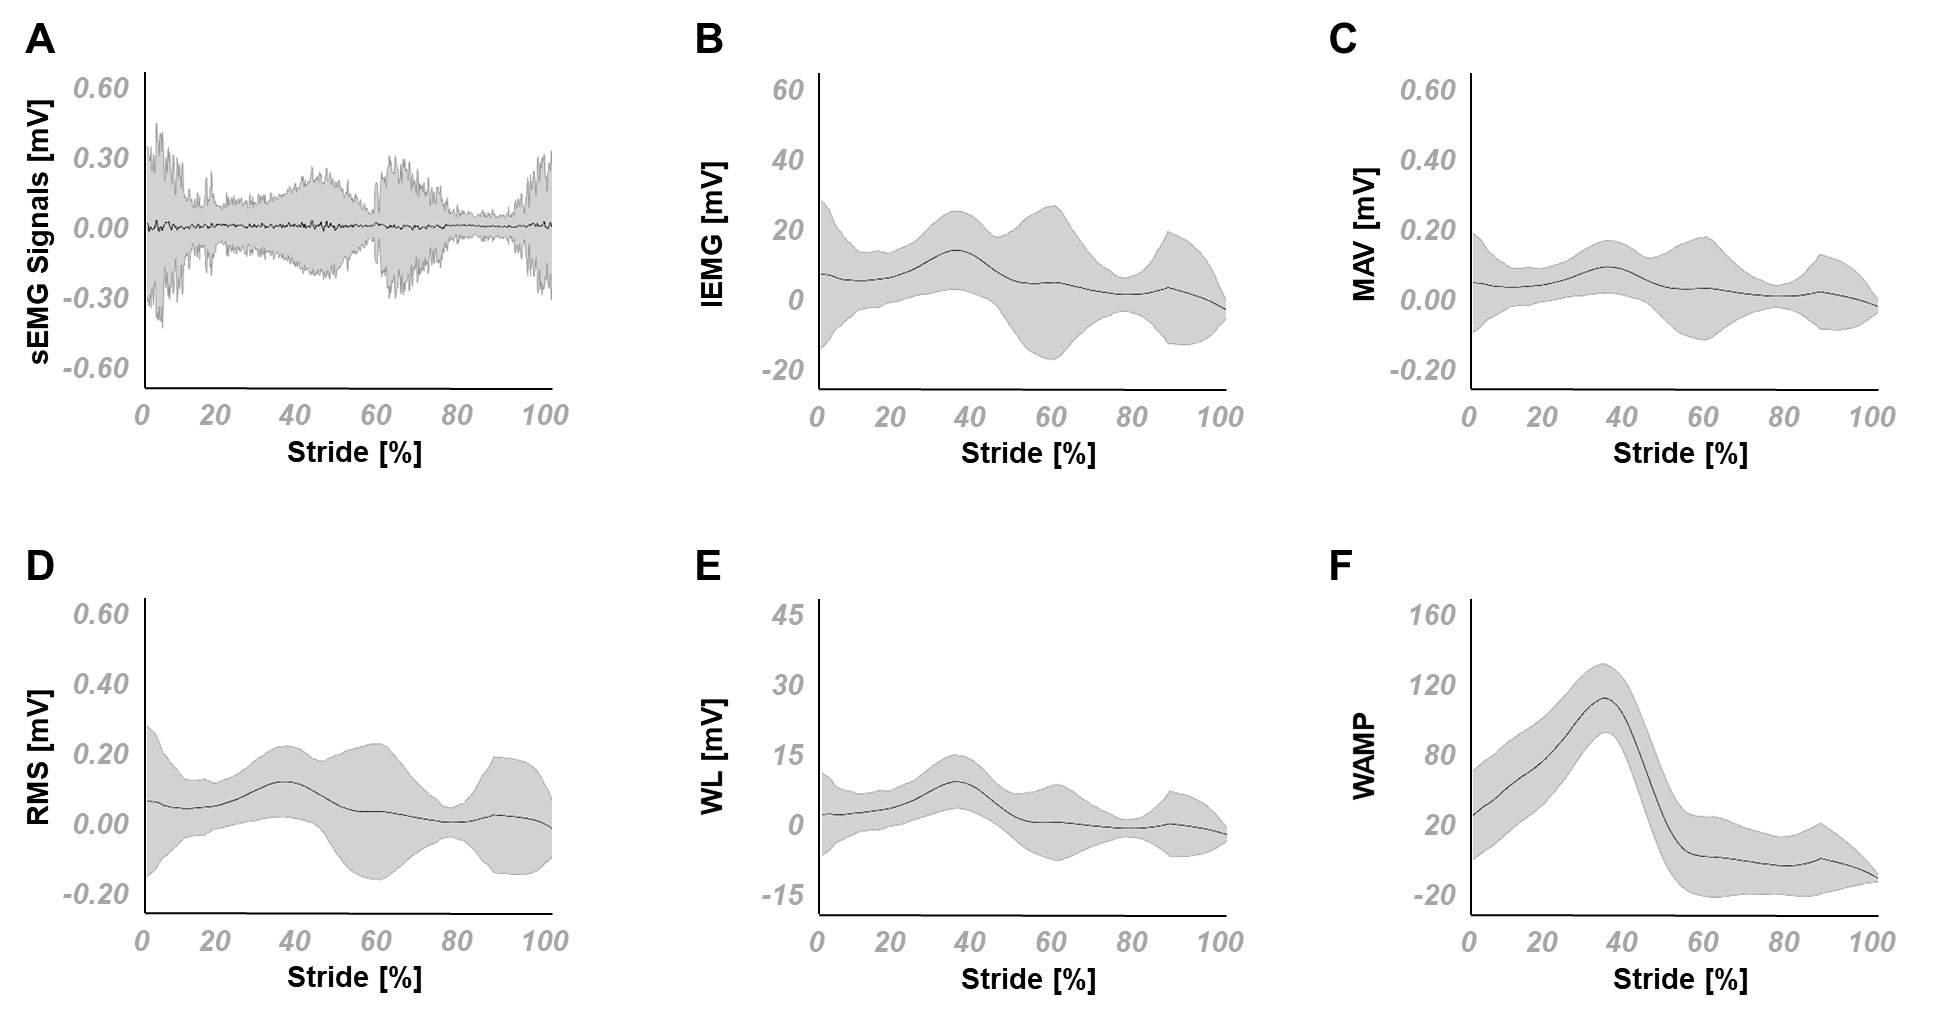 A
sEMG Signals [mV]
0.60
0.30
0.00
-0.30
-0.60
0 20 40 60 80 100
Stride [%]
B
IEMG [mV]
60
40
20
0
-20
0 20 40 60 80 100
Stride [%]
C
MAV [mV]
0.60
0.40
0.20
0.00
-0.20
0 20 40 60 80 100
Stride [%]
D
RMS [mV]
0.60
0.40
0.20
0.00
-0.20
0 20 40 60 80 100
Stride [%]
E
WL [mV]
45
30
15
0
-15
0 20 40 60 80 100
Stride [%]
F
WAMP
160
120
80
20
-20
0 20 40 60 80 100
Stride [%]